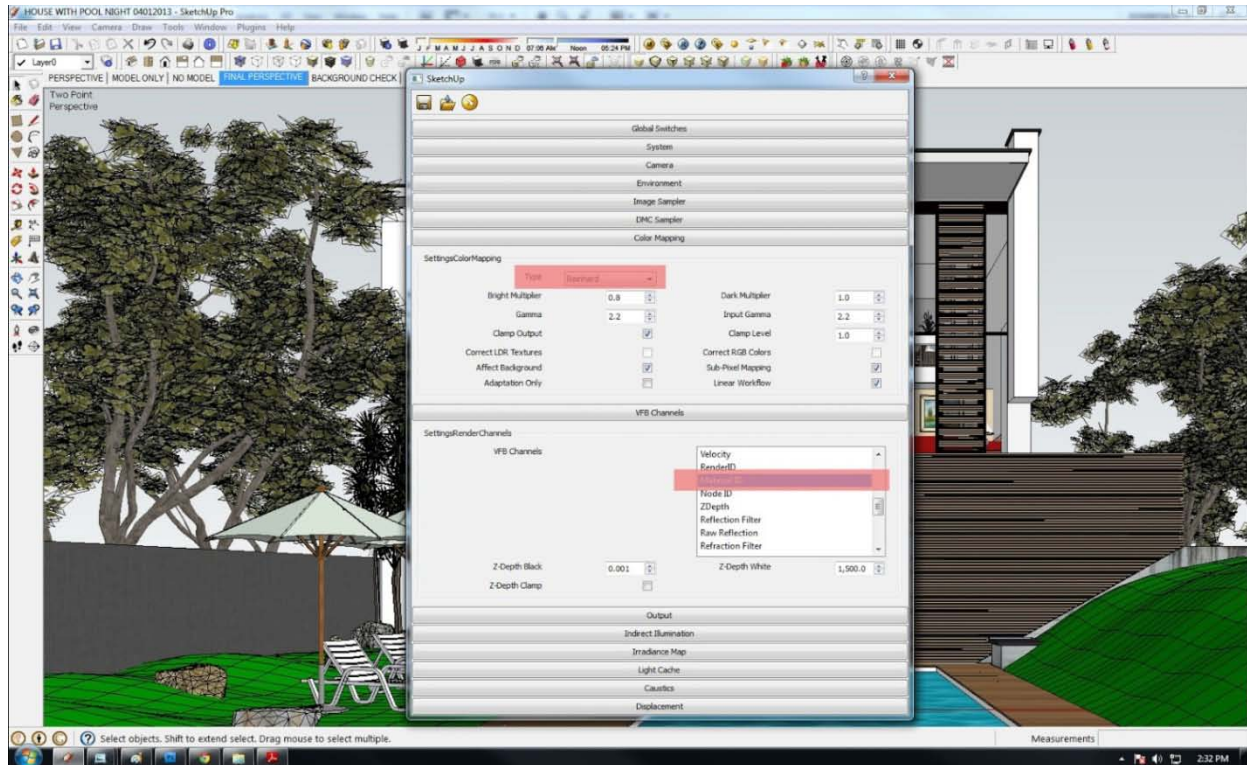 HOUSE WITH POOL NIGHT 04012013 - SketchUp Pro
File Edit View Camera Draw Tools Window Plugins Help
J F M A M J J A S O N D 07:06 AM Noon 05:24 PM
Layer0
PERSPECTIVE MODEL ONLY NO MODEL FINAL PERSPECTIVE BACKGROUND CHECK
SketchUp
Two Point
Perspective
Global Switches
System
Camera
Environment
Image Sampler
DMC Sampler
Color Mapping
SettingsColorMapping
Type Reinhard
Bright Multiplier 0.8 Dark Multiplier 1.0
Gamma 2.2 Input Gamma 2.2
Clamp Output Clamp Level 1.0
Correct LDR Textures Correct RGB Colors
Affect Background Sub-Pixel Mapping
Adaptation Only Linear Workflow
VFB Channels
SettingsRenderChannels
VFB Channels
Velocity
RenderID
Material ID
Node ID
ZDepth
Reflection Filter
Raw Reflection
Refraction Filter
Z-Depth Black 0.001 Z-Depth White 1,500.0
Z-Depth Clamp
Output
Indirect Illumination
Irradiance Map
Light Cache
Caustics
Displacement
Select objects. Shift to extend select. Drag mouse to select multiple.
Measurements
2:32 PM